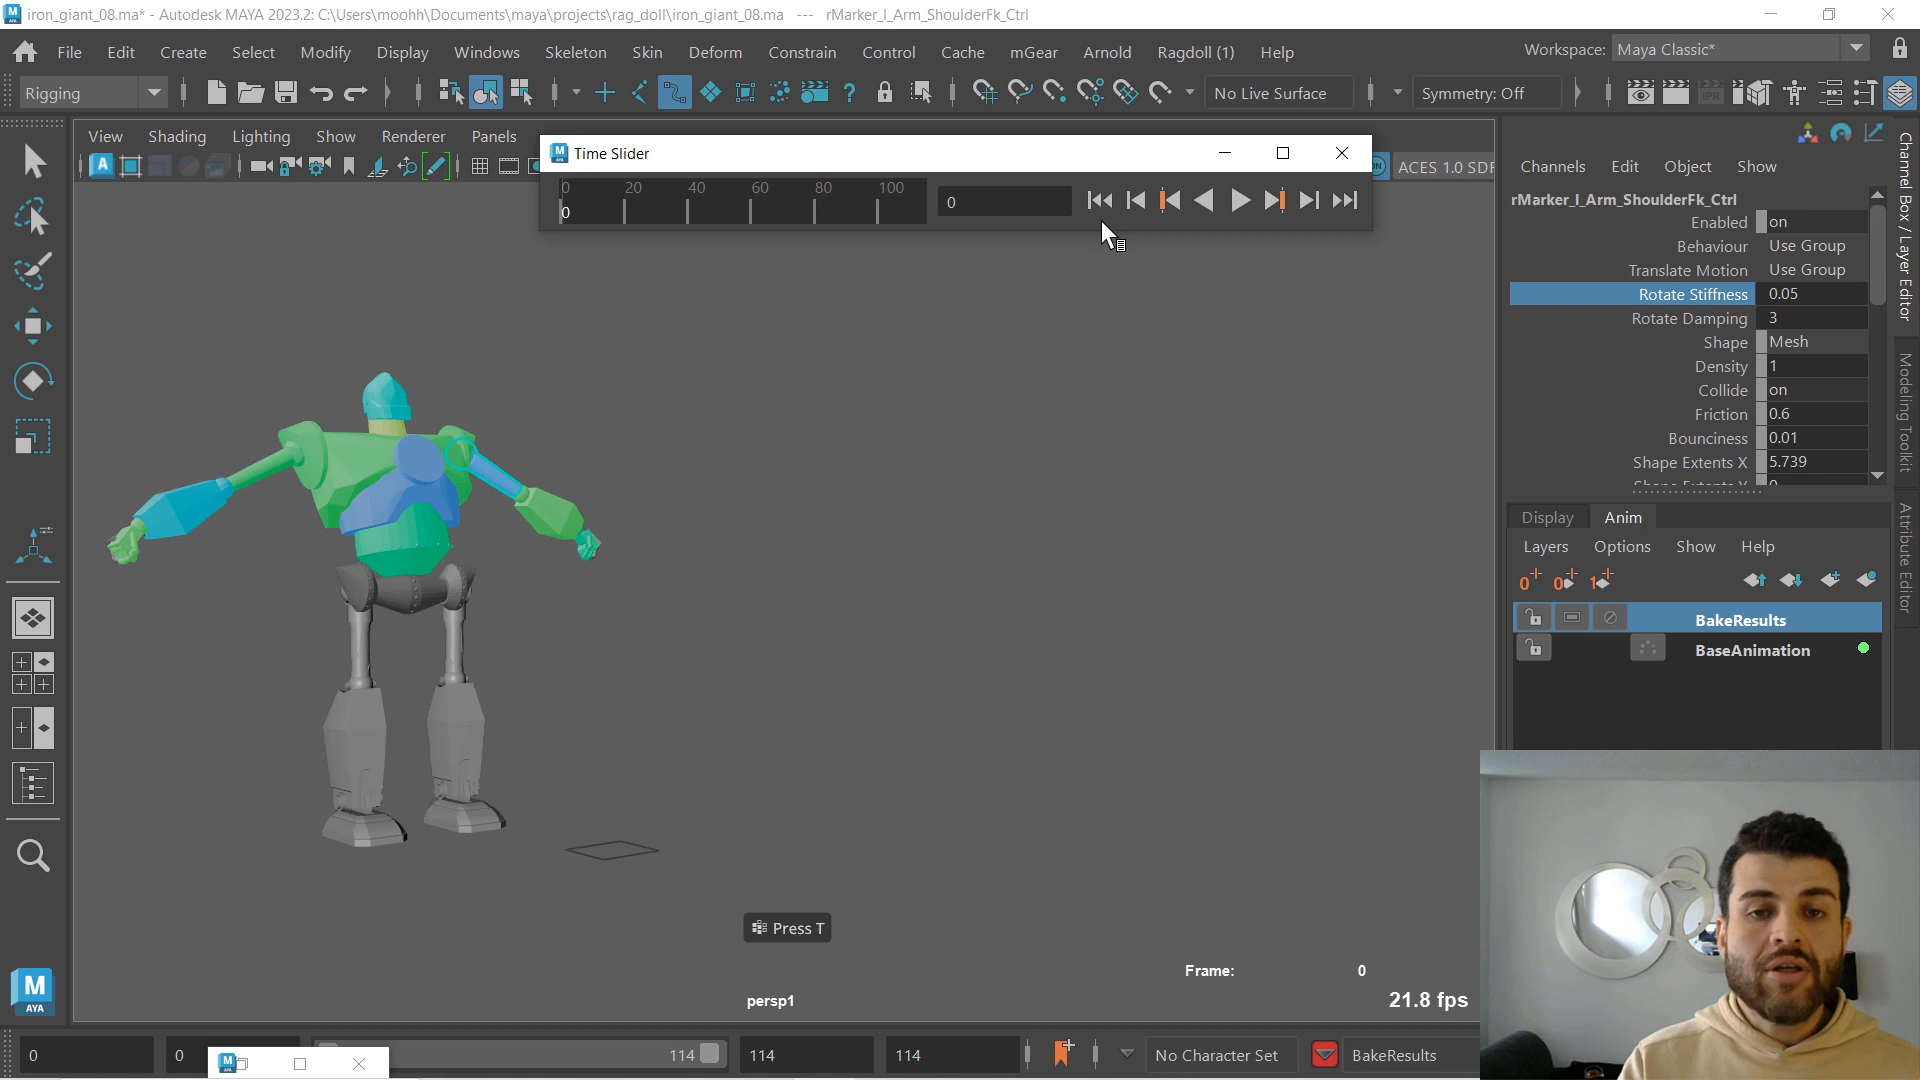 iron_giant_08.ma* - Autodesk MAYA 2023.2: C:\Users\moohh\Documents\maya\projects\rag_doll\iron_giant_08.ma --- rMarker_l_Arm_ShoulderFk_Ctrl
File Edit Create Select Modify Display Windows Skeleton Skin Deform Constrain Control Cache mGear Arnold Ragdoll (1) Help
Workspace: Maya Classic*
Rigging
No Live Surface
Symmetry: Off
View Shading Lighting Show Renderer Panels
ACES 1.0 SDR
Time Slider
0 20 40 60 80 100
0
0
Channels Edit Object Show
rMarker_l_Arm_ShoulderFk_Ctrl
Enabled on
Behaviour Use Group
Translate Motion Use Group
Rotate Stiffness 0.05
Rotate Damping 3
Shape Mesh
Density 1
Collide on
Friction 0.6
Bounciness 0.01
Shape Extents X 5.739
Channel Box / Layer Editor
Modeling Toolkit
Attribute Editor
Display Anim
Layers Options Show Help
BakeResults
BaseAnimation
Press T
Frame: 0
persp1
21.8 fps
M
AYA
0
0
114
114
114
No Character Set
BakeResults